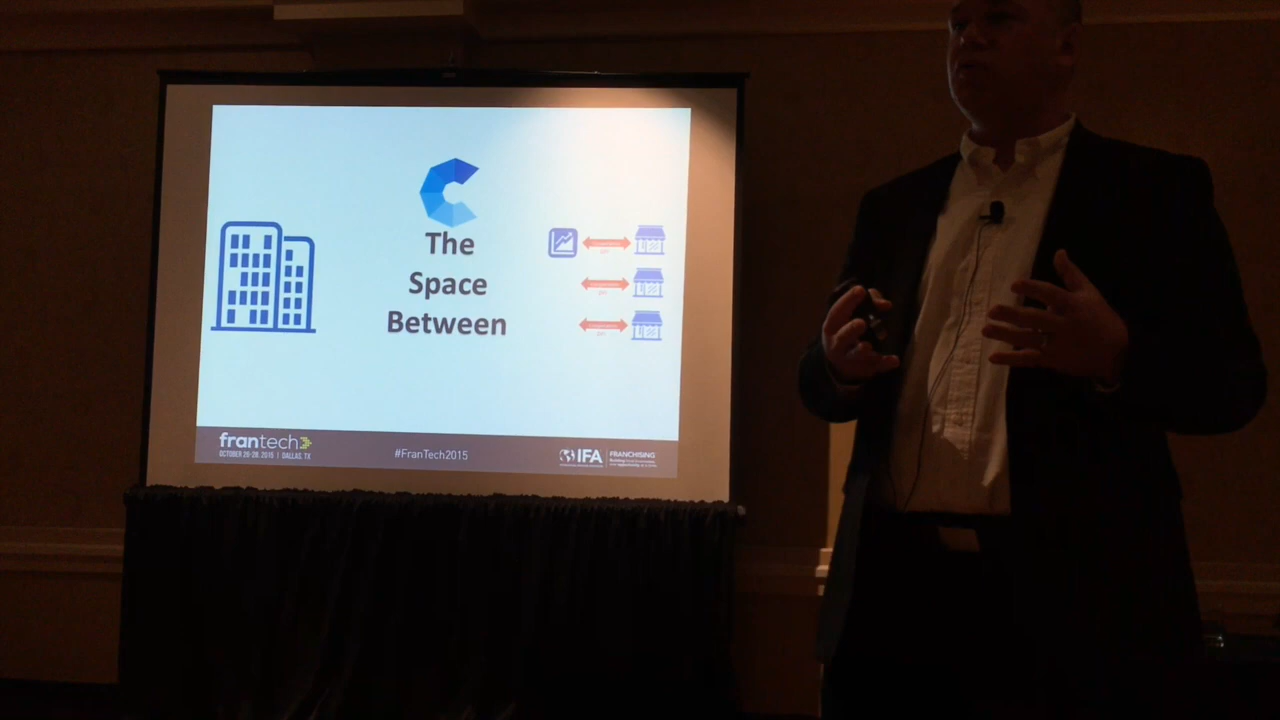 The
Space
Between
frantech
OCTOBER 26-28, 2015 | DALLAS, TX
#FranTech2015
IFA
FRANCHISING